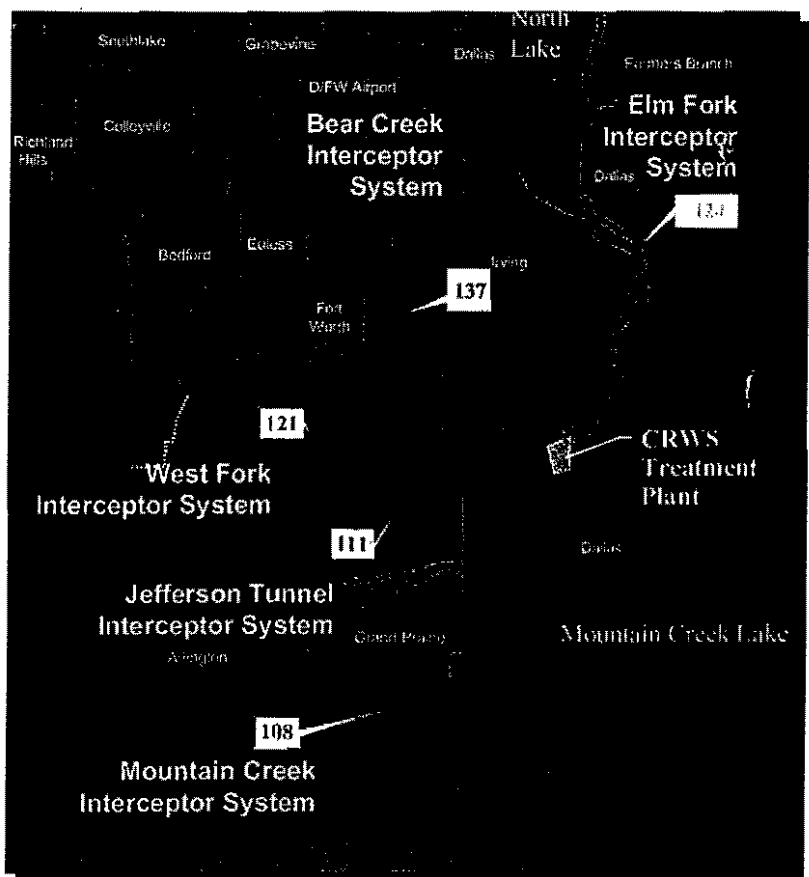 North
Lake
Southlake
Grapevine
Dallas
Farmers Branch
D/FW Airport
Colleyville
Bear Creek
Interceptor
System
Elm Fork
Interceptor
System
Richland
Hills
Dallas
Bedford
Euless
Irving
137
Fort
Worth
121
West Fork
Interceptor System
CRWS
Treatment
Plant
111
Dallas
Jefferson Tunnel
Interceptor System
Grand Prairie
Mountain Creek Lake
Arlington
108
Mountain Creek
Interceptor System